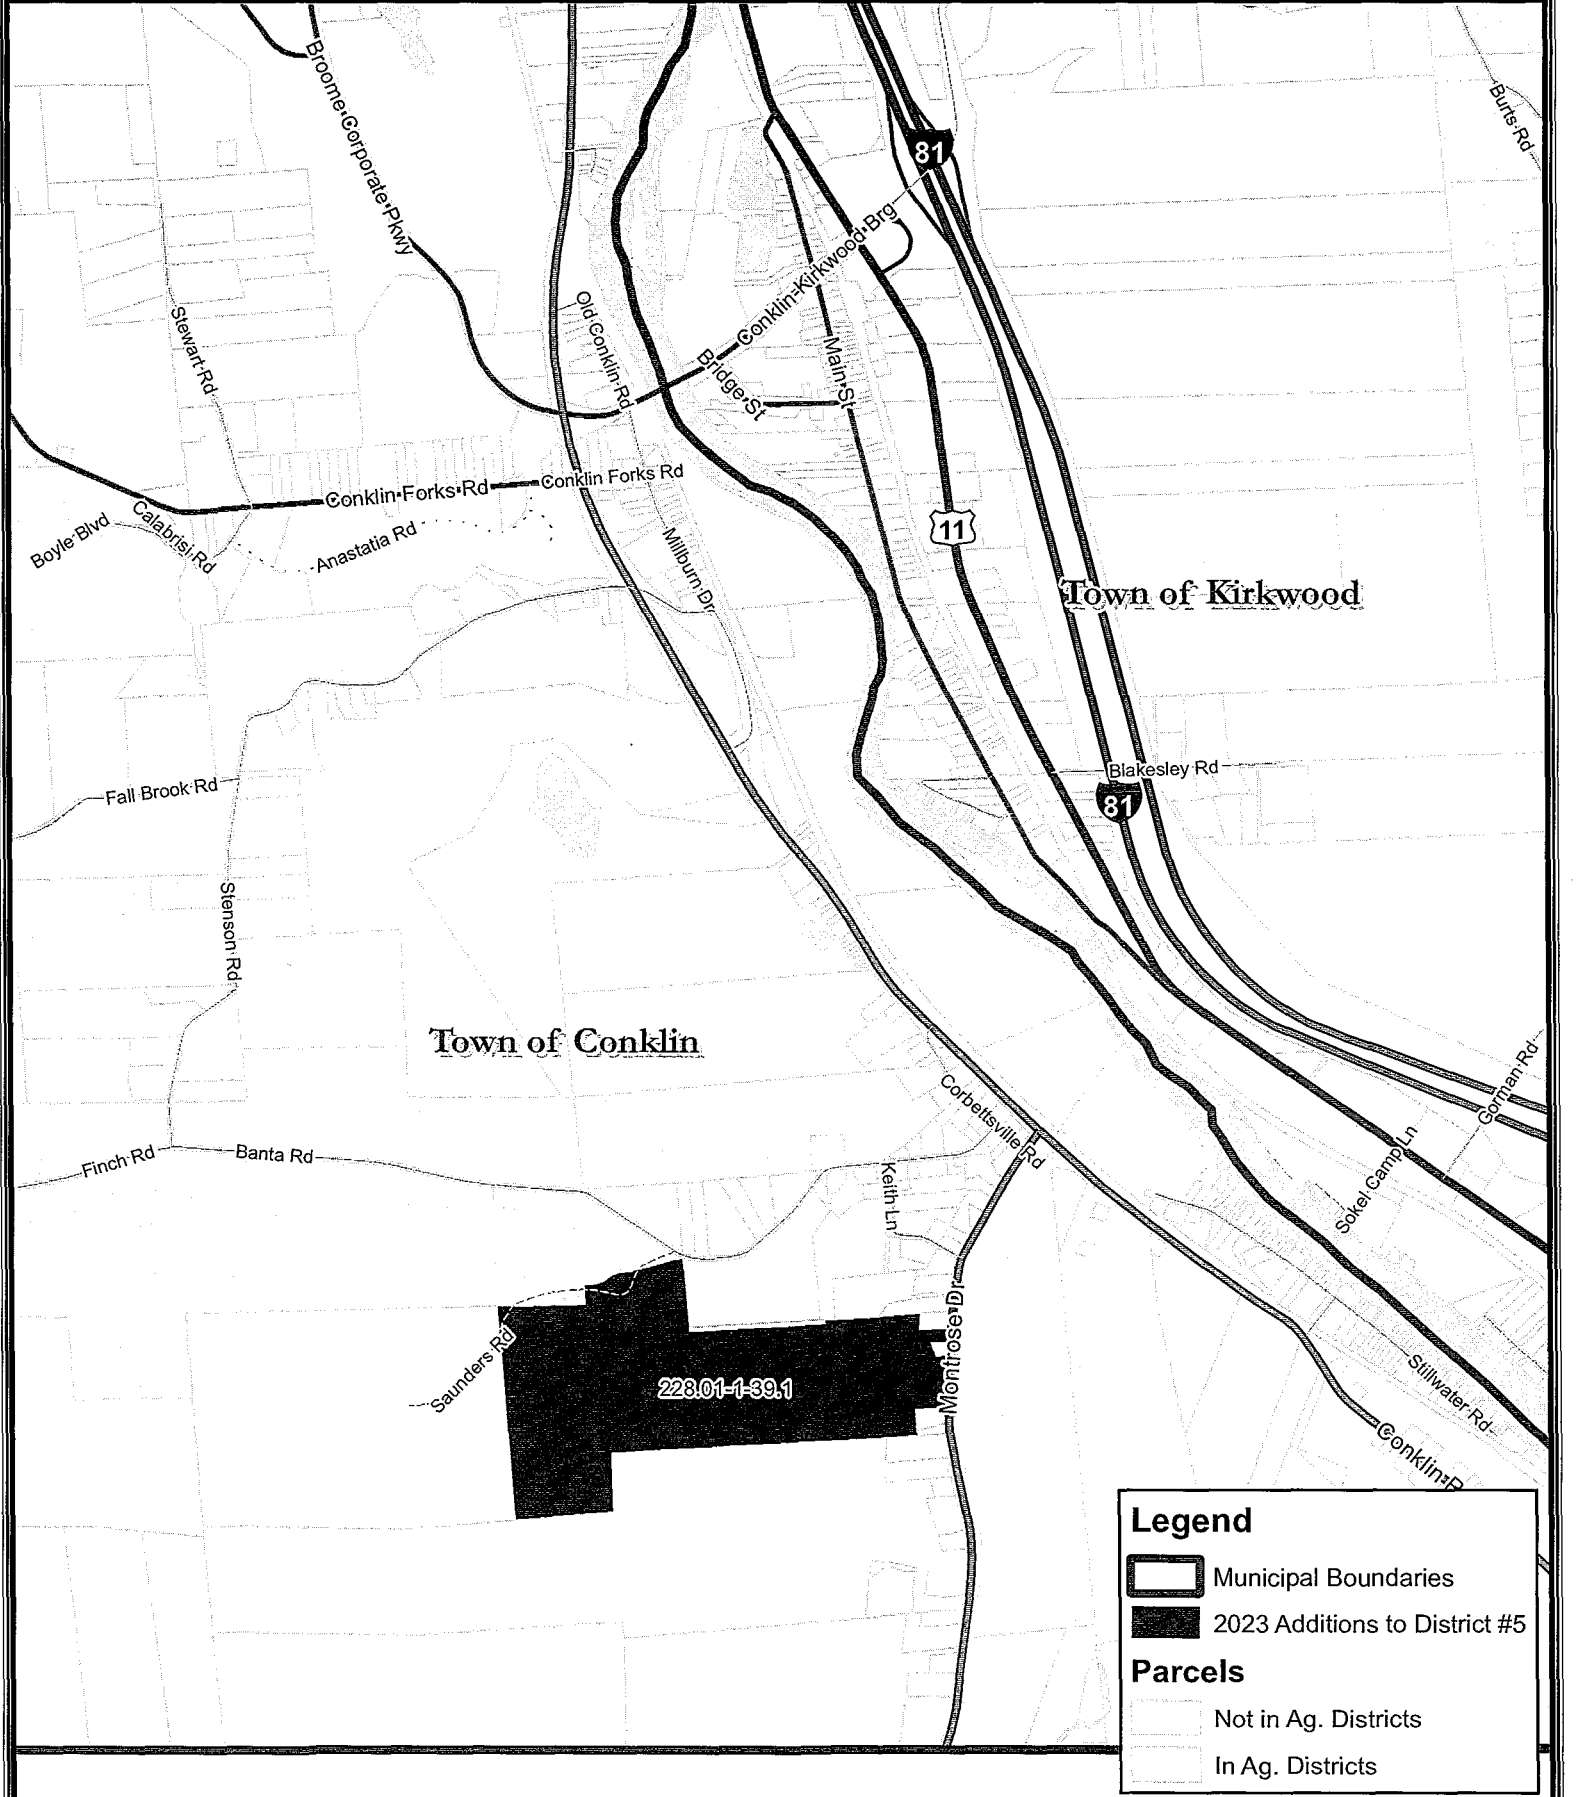 Broome Corporate Pkwy
81
Burts Rd
Conklin-Kirkwood Brg
Old Conklin Rd
Stewart Rd
Main St
Bridge St
Conklin Forks Rd
Conklin Forks Rd
11
Boyle Blvd
Calabrisi Rd
Anastatia Rd
Millburn Dr
Town of Kirkwood
Blakesley Rd
81
Fall Brook Rd
Stenson Rd
Town of Conklin
Gorman Rd
Corbettsville Rd
Sokel Camp Ln
Finch Rd
Banta Rd
Keith Ln
Montrose Dr
Saunders Rd
228.01-1-39.1
Stillwater Rd
Conklin R
Legend
Municipal Boundaries
2023 Additions to District #5
Parcels
Not in Ag. Districts
In Ag. Districts